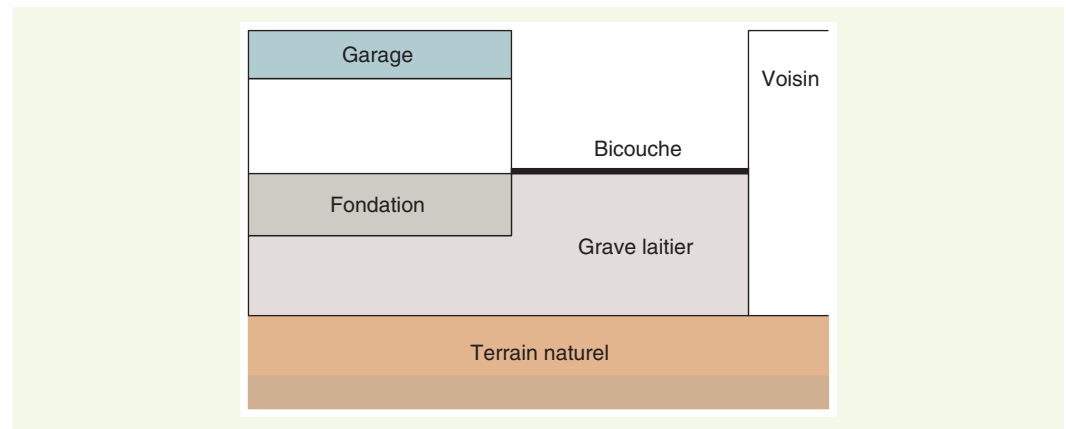 Garage
Voisin
Bicouche
Fondation
Grave laitier
Terrain naturel